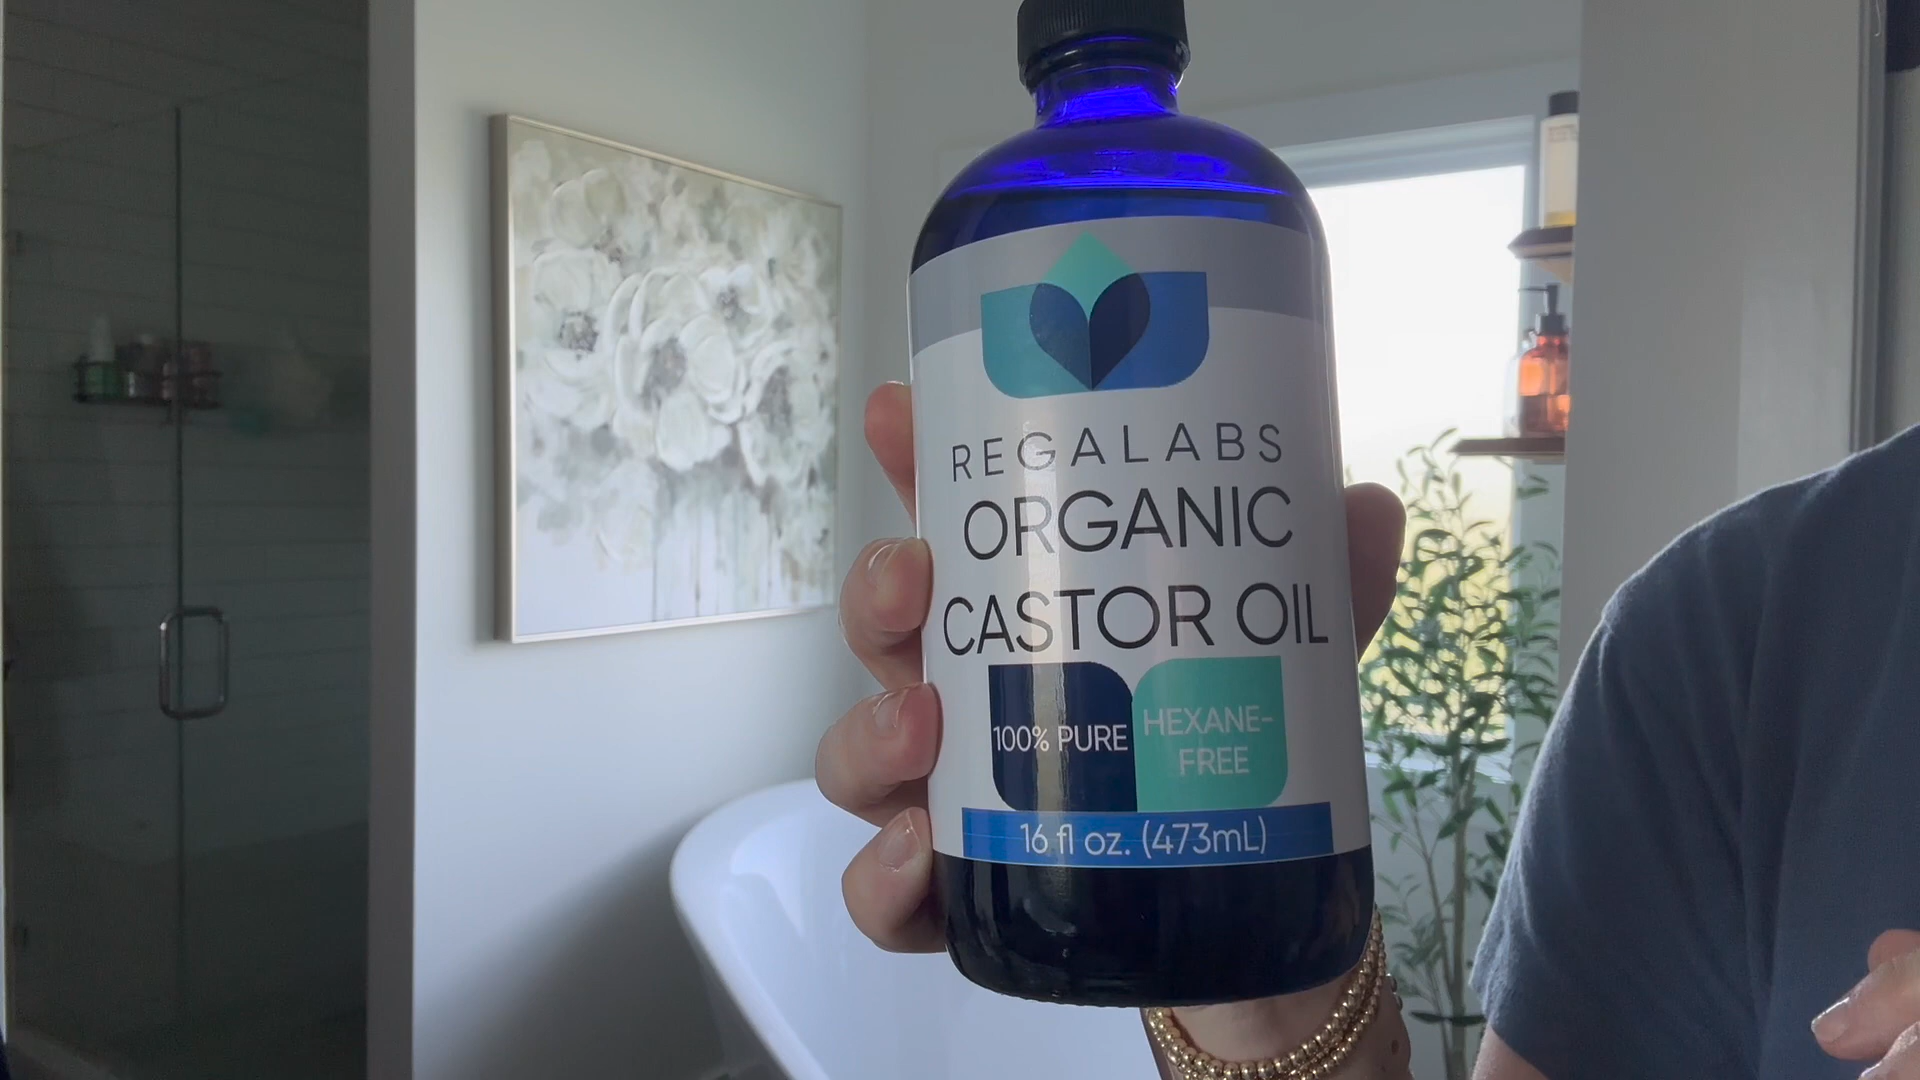 REGALABS
ORGANIC
CASTOR OIL
100% PURE
HEXANE-
FREE
16 fl oz. (473mL)